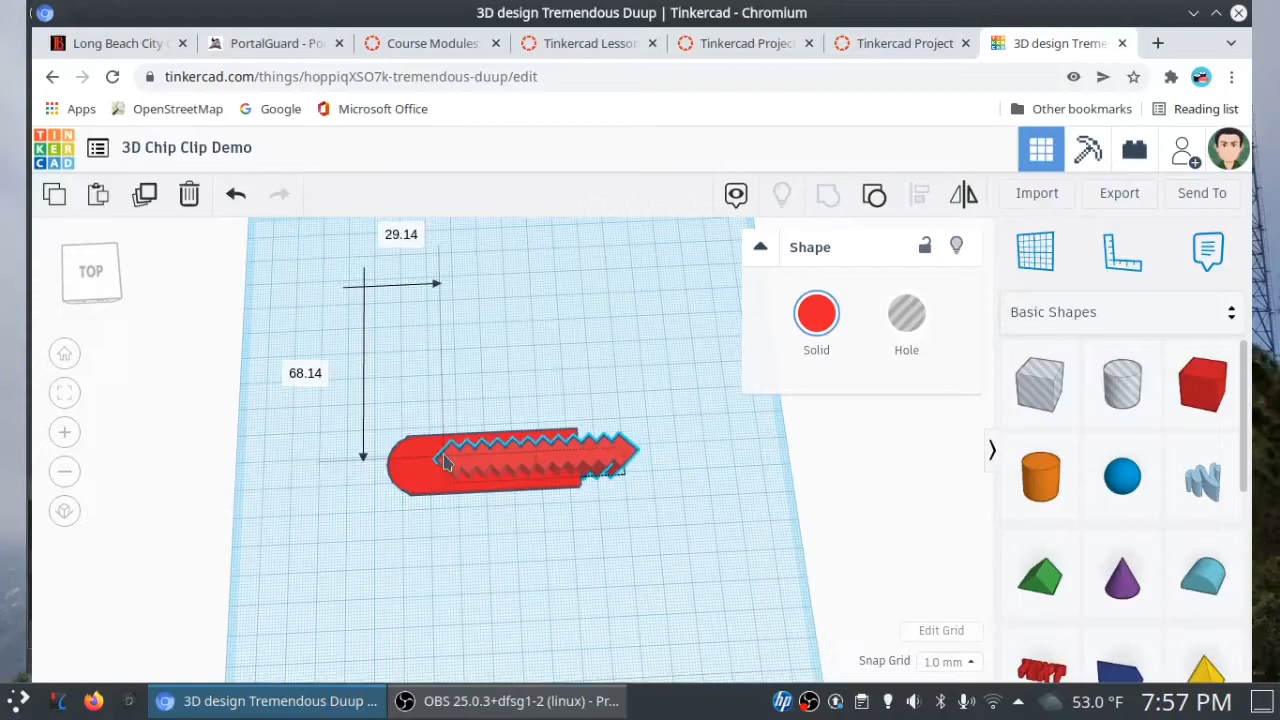 3D design Tremendous Duup | Tinkercad - Chromium
Long Beach City
PortalGuard - Po
Course Modules:
Tinkercad Lesson
Tinkercad Projec
Tinkercad Project
3D design Treme
tinkercad.com/things/hoppiqXSO7k-tremendous-duup/edit
Apps
OpenStreetMap
Google
Microsoft Office
Other bookmarks
Reading list
TIN
KER
CAD
3D Chip Clip Demo
Import
Export
Send To
29.14
TOP
68.14
Shape
Solid
Hole
Basic Shapes
Edit Grid
Snap Grid
1.0 mm
3D design Tremendous Duup ...
OBS 25.0.3+dfsg1-2 (linux) - Pr...
53.0 °F
7:57 PM